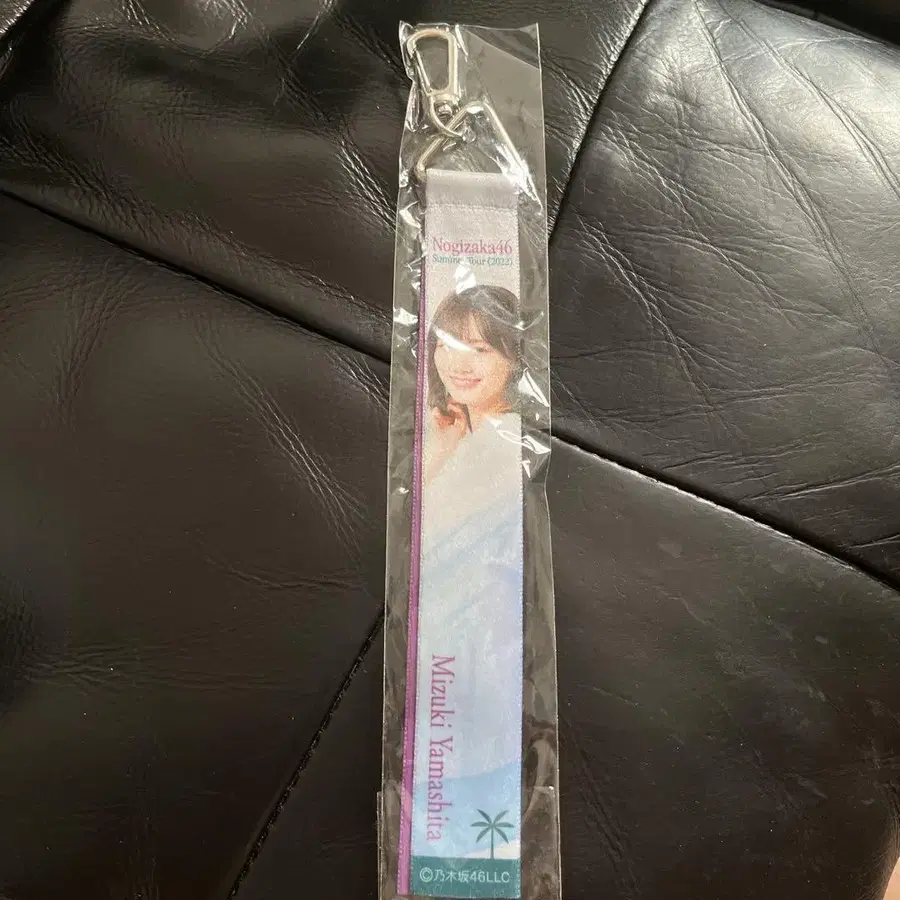 Nogizaka46
Summer Tour (2022)
Mizuki Yamashita
©乃木坂46LLC